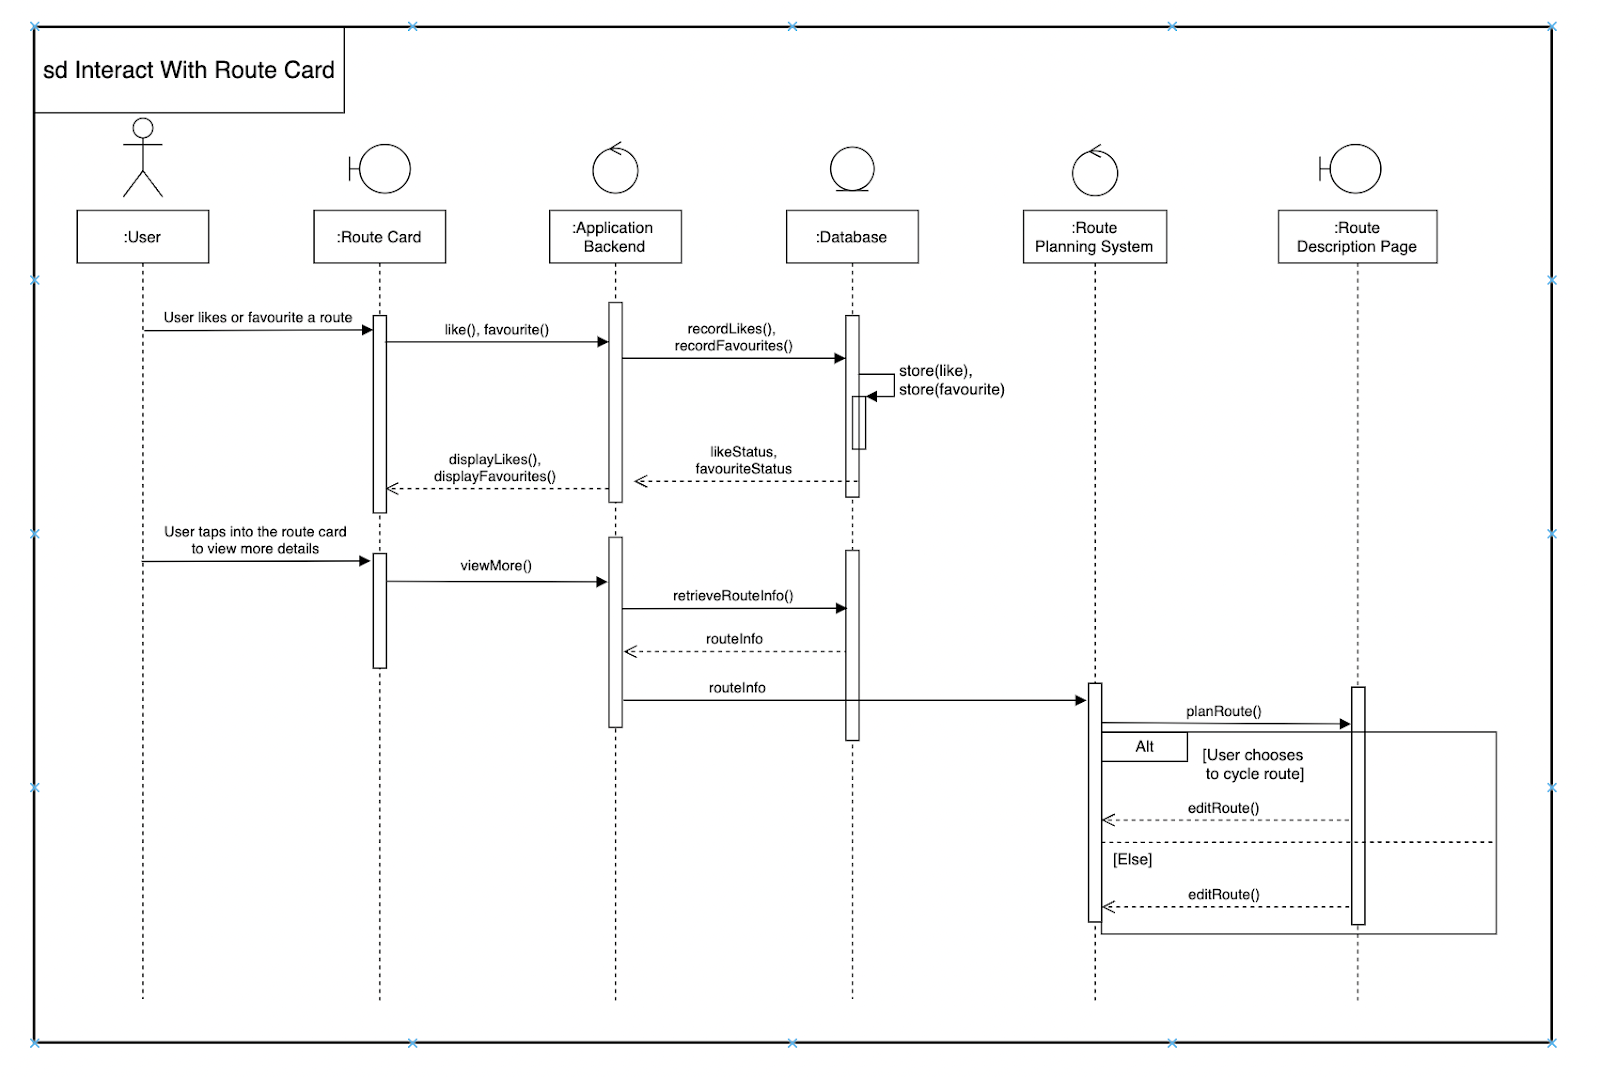 sd Interact With Route Card
:User
:Route Card
:Application
Backend
:Database
:Route
Planning System
:Route
Description Page
User likes or favourite a route
like(), favourite()
recordLikes(),
recordFavourites()
store(like),
store(favourite)
likeStatus,
favouriteStatus
displayLikes(),
displayFavourites()
User taps into the route card
to view more details
viewMore()
retrieveRouteInfo()
routeInfo
routeInfo
planRoute()
Alt
[User chooses
to cycle route]
editRoute()
[Else]
editRoute()